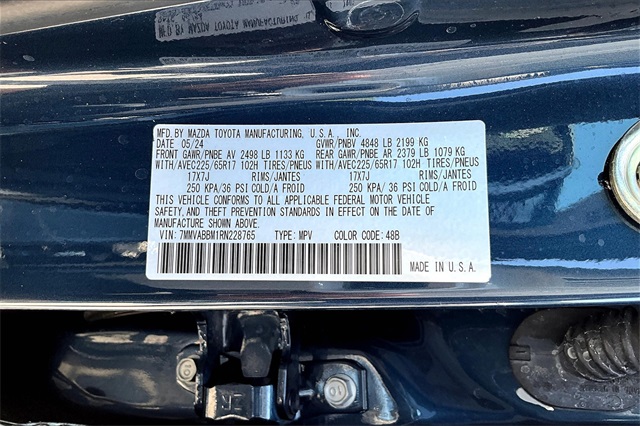 MFD. BY MAZDA TOYOTA MANUFACTURING, U.S.A., INC.
DATE 05/24 GVWR/PNBV 4848 LB 2199 KG
FRONT GAWR/PNBE AV 2498 LB 1133 KG REAR GAWR/PNBE AR 2379 LB 1079 KG
WITH/AVEC225/65R17 102H TIRES/PNEUS WITH/AVEC225/65R17 102H TIRES/PNEUS
17X7J RIMS/JANTES 17X7J RIMS/JANTES
250 KPA/36 PSI COLD/A FROID 250 KPA/ 36 PSI COLD/A FROID
THIS VEHICLE CONFORMS TO ALL APPLICABLE FEDERAL MOTOR VEHICLE
SAFETY,AND THEFT PREVENTION STANDARDS IN EFFECT ON THE DATE OF
MANUFACTURE SHOWN ABOVE.
VIN: 7MMVABBM1RN228765 TYPE: MPV COLOR CODE: 48B
MADE IN U.S.A.